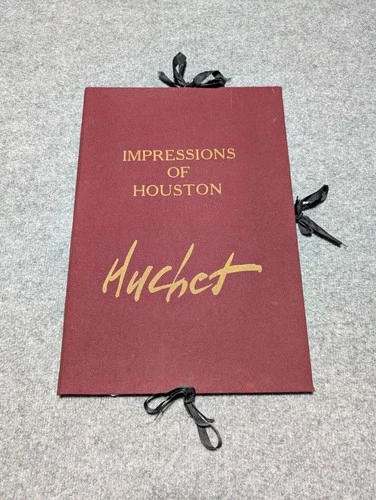 IMPRESSIONS
OF
HOUSTON
Huchet